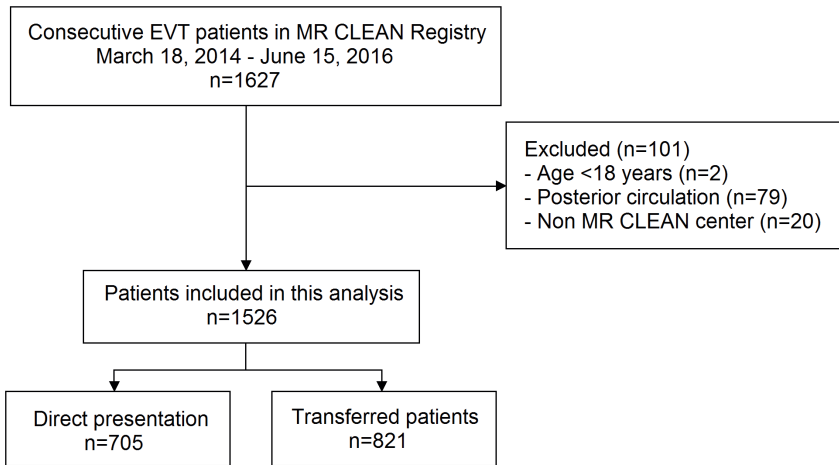 Consecutive EVT patients in MR CLEAN Registry
March 18, 2014 - June 15, 2016
n=1627
Excluded (n=101)
- Age <18 years (n=2)
- Posterior circulation (n=79)
- Non MR CLEAN center (n=20)
Patients included in this analysis
n=1526
Direct presentation
n=705
Transferred patients
n=821